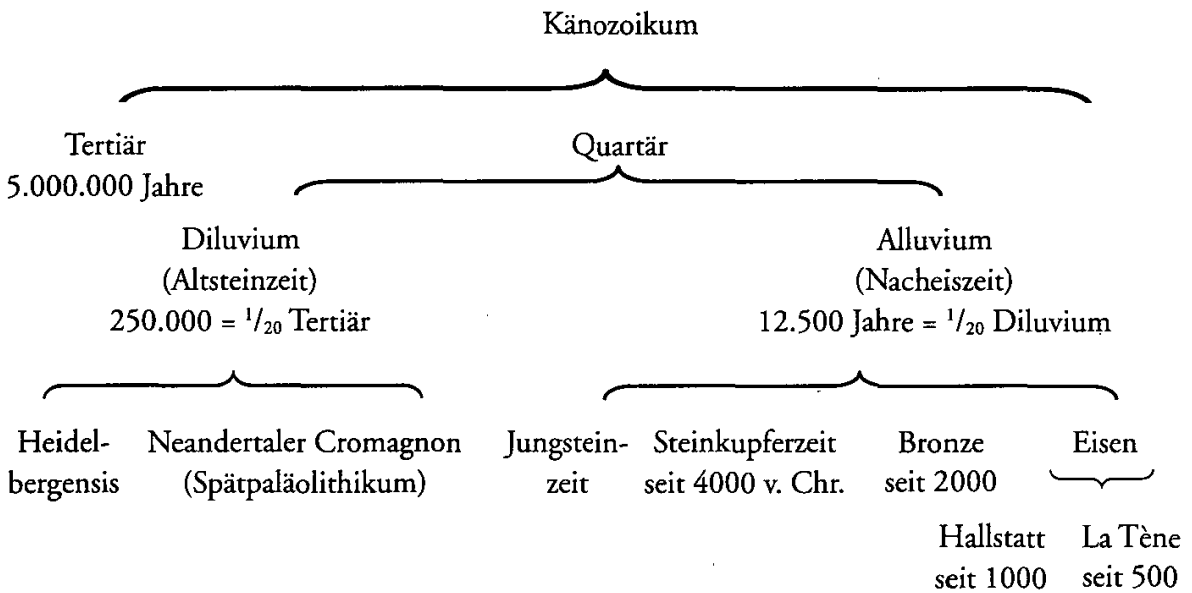 Känozoikum
Tertiär Quartär
5.000.000 Jahre
Diluvium Alluvium
(Altsteinzeit) (Nacheiszeit)
250.000 = 1/20 Tertiär 12.500 Jahre = 1/20 Diluvium
Heidel- Neandertaler Cromagnon Jungstein- Steinkupferzeit Bronze Eisen
bergensis (Spätpaläolithikum) zeit seit 4000 v. Chr. seit 2000
Hallstatt La Tène
seit 1000 seit 500